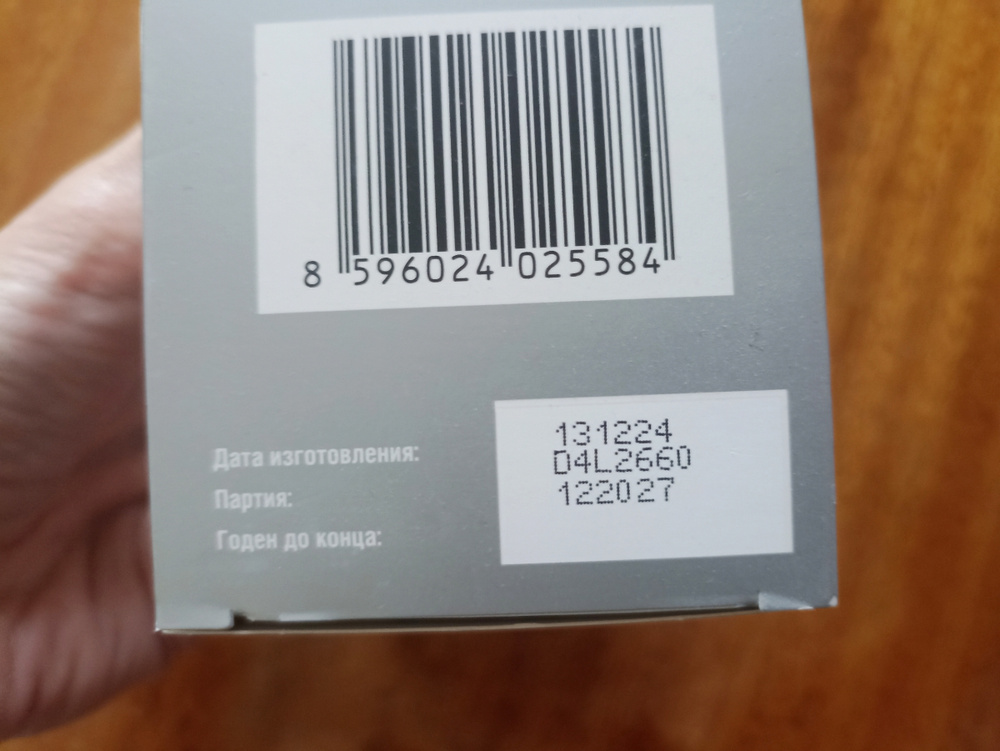 8 596024 025584
131224
Дата изготовления:
D4L2660
Партия:
122027
Годен до конца: